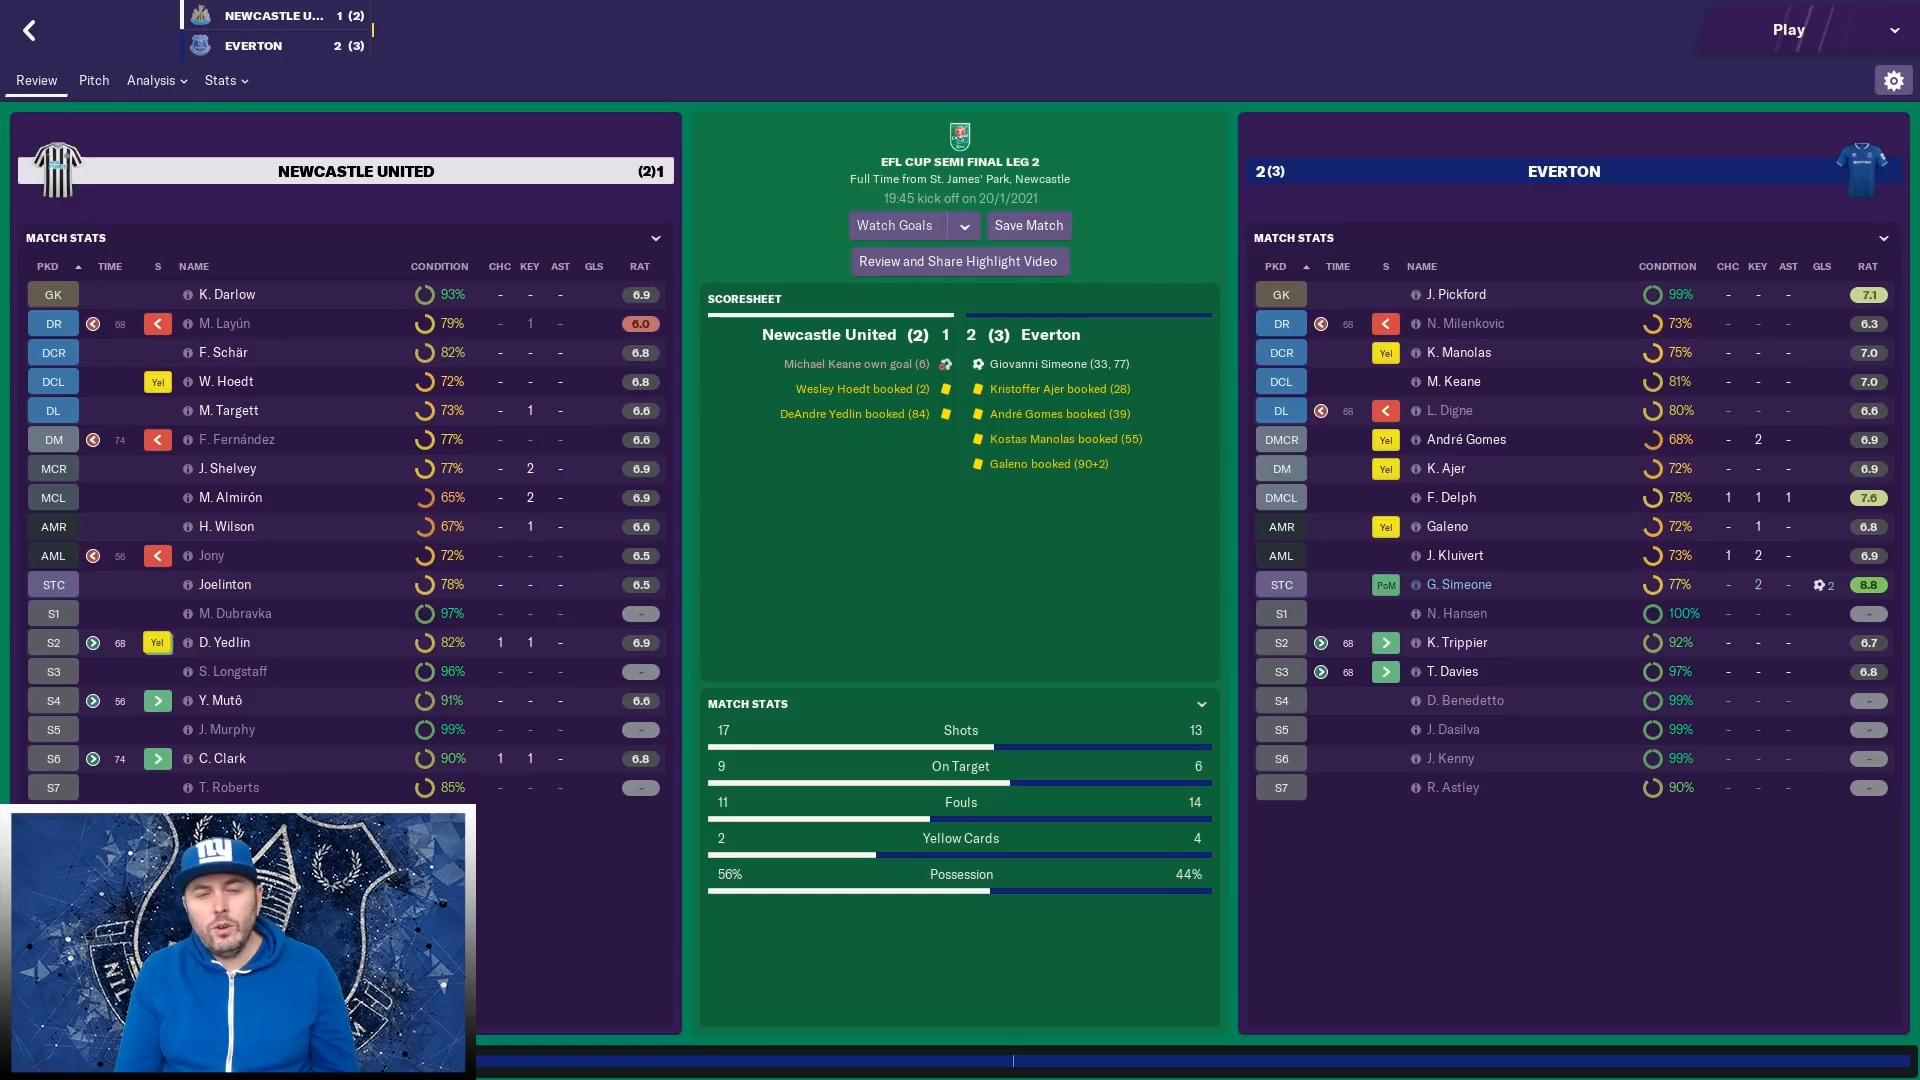 NEWCASTLE U... 1 (2)
EVERTON 2 (3)
Play
Review Pitch Analysis Stats
NEWCASTLE UNITED (2)1
MATCH STATS
PKD TIME S NAME CONDITION CHC KEY AST GLS RAT
GK K. Darlow 93% - - - 6.9
DR 68 M. Layún 79% - 1 - 6.0
DCR F. Schär 82% - - - 6.8
DCL Yel W. Hoedt 72% - - - 6.8
DL M. Targett 73% - 1 - 6.6
DM 74 F. Fernández 77% - - - 6.6
MCR J. Shelvey 77% - 2 - 6.9
MCL M. Almirón 65% - 2 - 6.9
AMR H. Wilson 67% - 1 - 6.6
AML 56 Jony 72% - - - 6.5
STC Joelinton 78% - - - 6.5
S1 M. Dubravka 97% - - - -
S2 68 Yel D. Yedlin 82% 1 1 - 6.9
S3 S. Longstaff 96% - - - -
S4 56 Y. Mutô 91% - - - 6.6
S5 J. Murphy 99% - - - -
S6 74 C. Clark 90% 1 1 - 6.8
S7 T. Roberts 85% - - - -
EFL CUP SEMI FINAL LEG 2
Full Time from St. James' Park, Newcastle
19:45 kick off on 20/1/2021
Watch Goals Save Match
Review and Share Highlight Video
SCORESHEET
Newcastle United (2) 1 2 (3) Everton
Michael Keane own goal (6) Giovanni Simeone (33, 77)
Wesley Hoedt booked (2) Kristoffer Ajer booked (28)
DeAndre Yedlin booked (84) André Gomes booked (39)
Kostas Manolas booked (55)
Galeno booked (90+2)
MATCH STATS
17 Shots 13
9 On Target 6
11 Fouls 14
2 Yellow Cards 4
56% Possession 44%
2(3) EVERTON
MATCH STATS
PKD TIME S NAME CONDITION CHC KEY AST GLS RAT
GK J. Pickford 99% - - - 7.1
DR 68 N. Milenkovic 73% - - - 6.3
DCR Yel K. Manolas 75% - - - 7.0
DCL M. Keane 81% - - - 7.0
DL 68 L. Digne 80% - - - 6.6
DMCR Yel André Gomes 68% - 2 - 6.9
DM Yel K. Ajer 72% - - - 6.9
DMCL F. Delph 78% 1 1 1 7.6
AMR Yel Galeno 72% - 1 - 6.8
AML J. Kluivert 73% 1 2 - 6.9
STC PoM G. Simeone 77% - 2 - 2 8.8
S1 N. Hansen 100% - - - -
S2 68 K. Trippier 92% - - - 6.7
S3 68 T. Davies 97% - - - 6.8
S4 D. Benedetto 99% - - - -
S5 J. Dasilva 99% - - - -
S6 J. Kenny 99% - - - -
S7 R. Astley 90% - - - -
ny
NIL